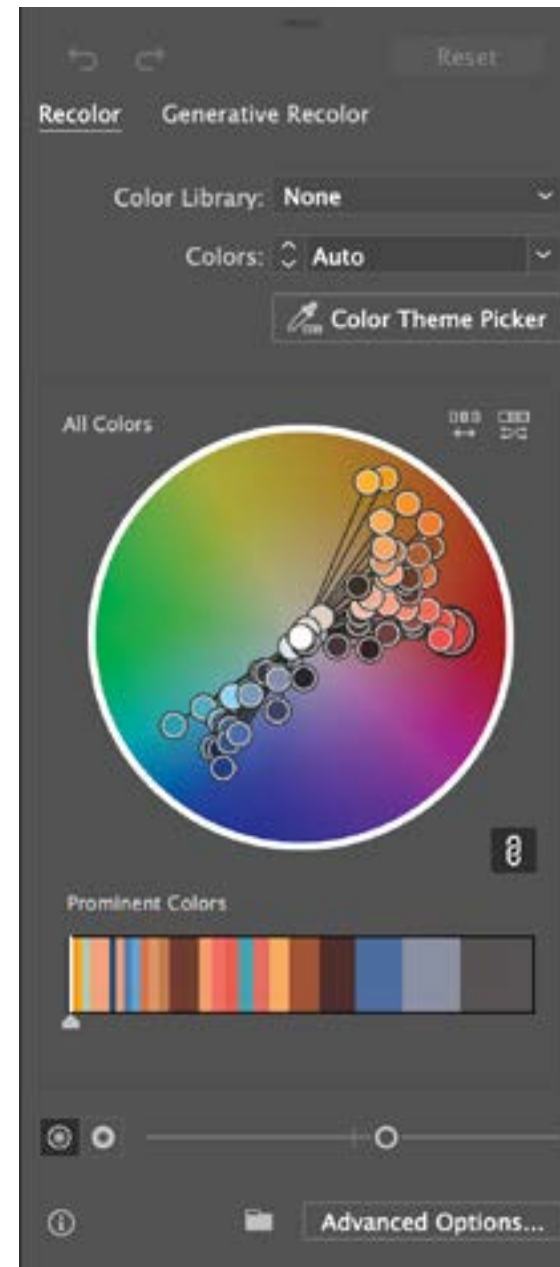 Reset
Recolor Generative Recolor
Color Library: None
Colors: Auto
Color Theme Picker
All Colors
Prominent Colors
Advanced Options...